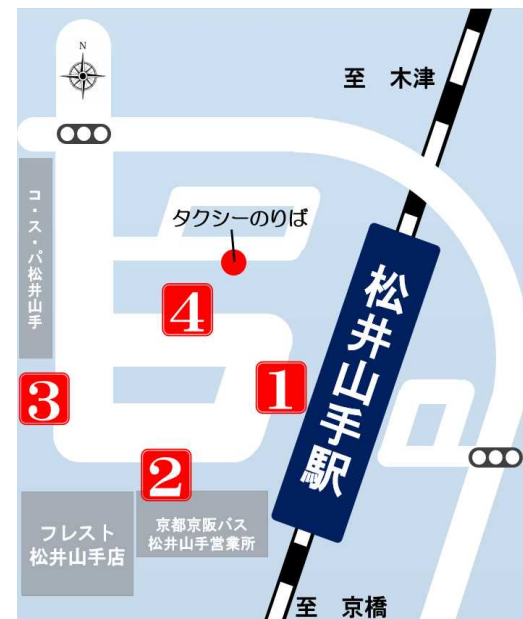 N
至 木津
コ・ス・パ松井山手
タクシーのりば
4
松井山手駅
1
3
2
フレスト
松井山手店
京都京阪バス
松井山手営業所
至 京橋